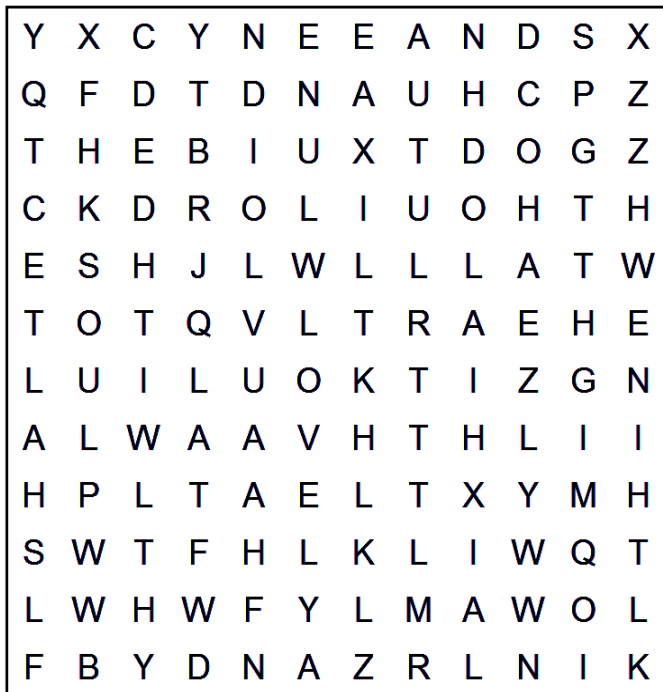 Y X C Y N E E A N D S X
Q F D T D N A U H C P Z
T H E B I U X T D O G Z
C K D R O L I U O H T H
E S H J L W L L L A T W
T O T Q V L T R A E H E
L U I L U O K T I Z G N
A L W A A V H T H L I I
H P L T A E L T X Y M H
S W T F H L K L I W Q T
L W H W F Y L M A W O L
F B Y D N A Z R L N I K